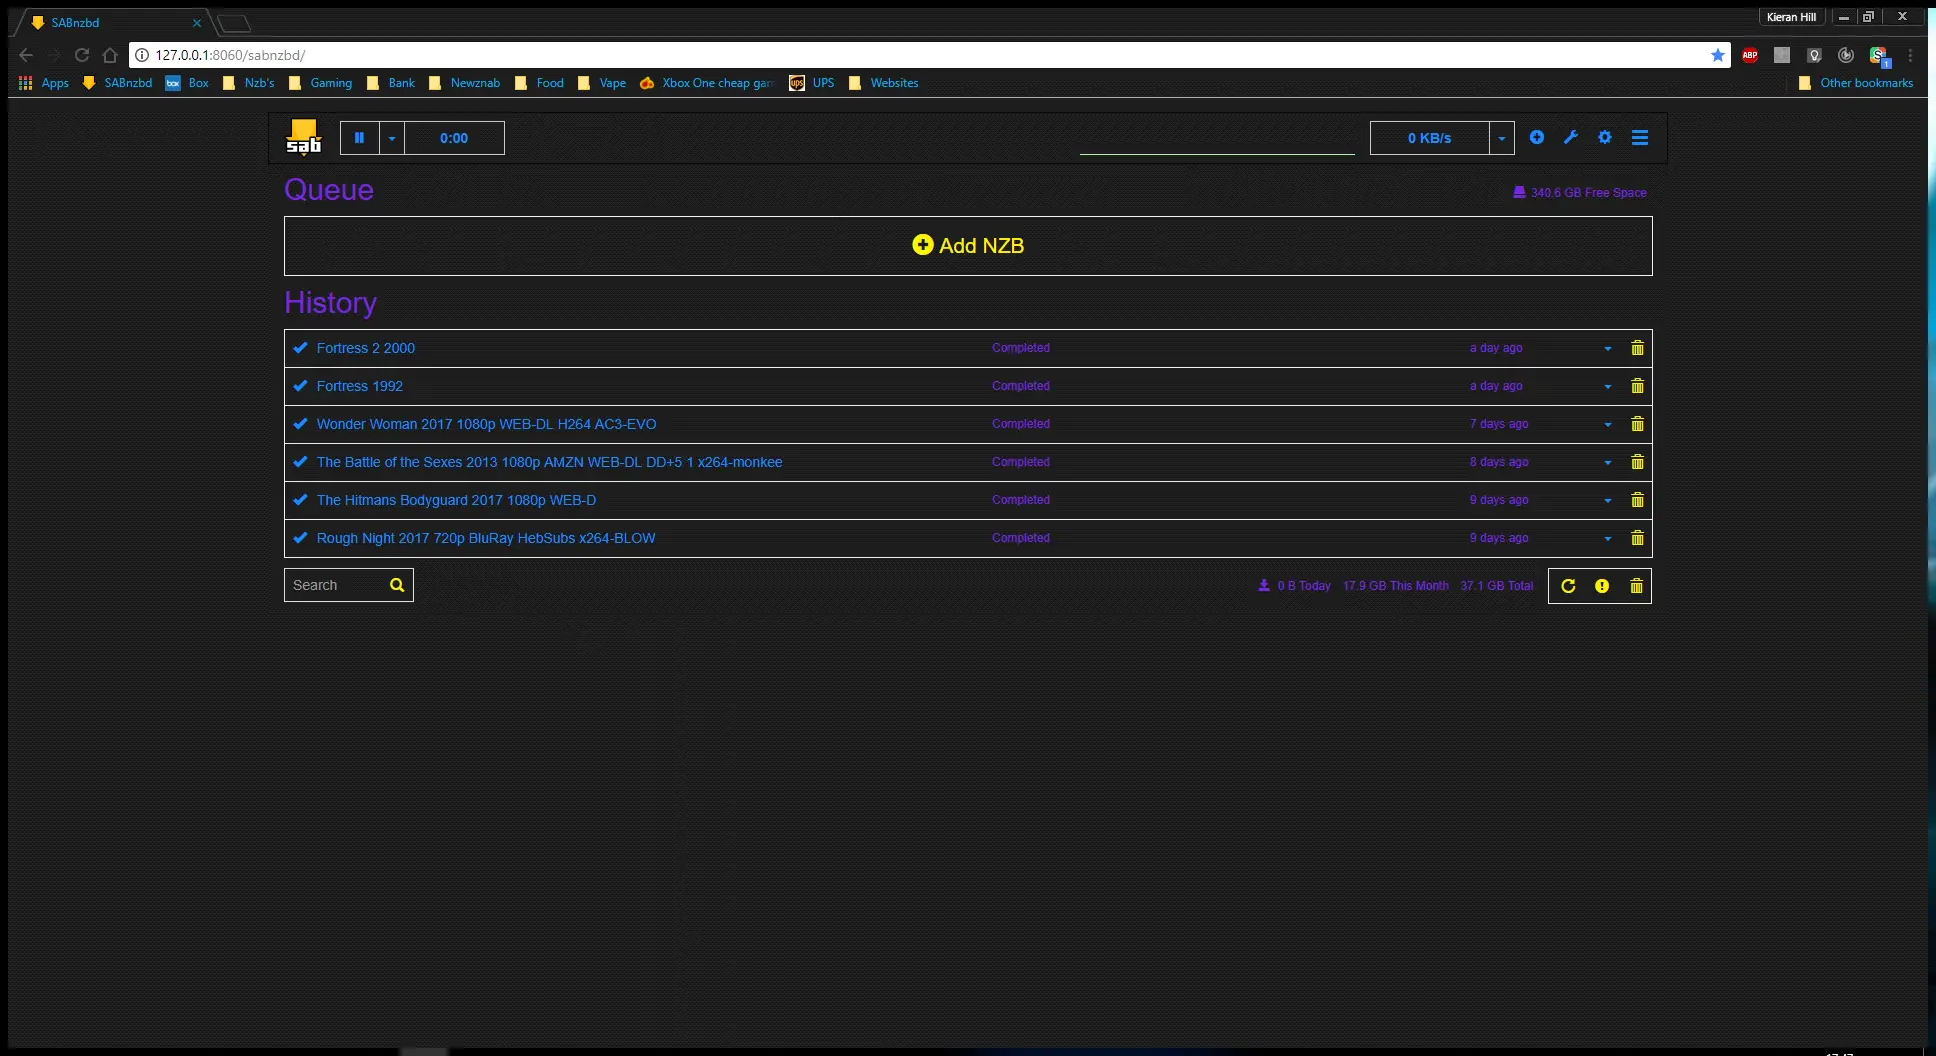 SABnzbd
Kieran Hill
127.0.0.1:8060/sabnzbd/
ABP
1
Apps SABnzbd box Box Nzb's Gaming Bank Newznab Food Vape Xbox One cheap gam ups UPS Websites Other bookmarks
sab 0:00 0 KB/s
Queue
340.6 GB Free Space
Add NZB
History
Fortress 2 2000 Completed a day ago
Fortress 1992 Completed a day ago
Wonder Woman 2017 1080p WEB-DL H264 AC3-EVO Completed 7 days ago
The Battle of the Sexes 2013 1080p AMZN WEB-DL DD+5 1 x264-monkee Completed 8 days ago
The Hitmans Bodyguard 2017 1080p WEB-D Completed 9 days ago
Rough Night 2017 720p BluRay HebSubs x264-BLOW Completed 9 days ago
Search 0 B Today 17.9 GB This Month 37.1 GB Total